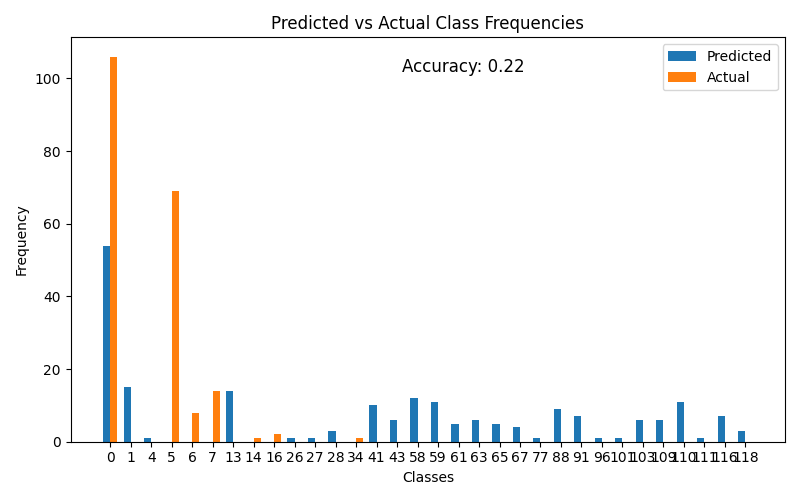 Predicted vs Actual Class Frequencies
Accuracy: 0.22
Predicted
Actual
Frequency
100
80
60
40
20
0
0 1 4 5 6 7 13 14 16 26 27 28 34 41 43 58 59 61 63 65 67 77 88 91 96 101 103 109 110 111 116 118
Classes